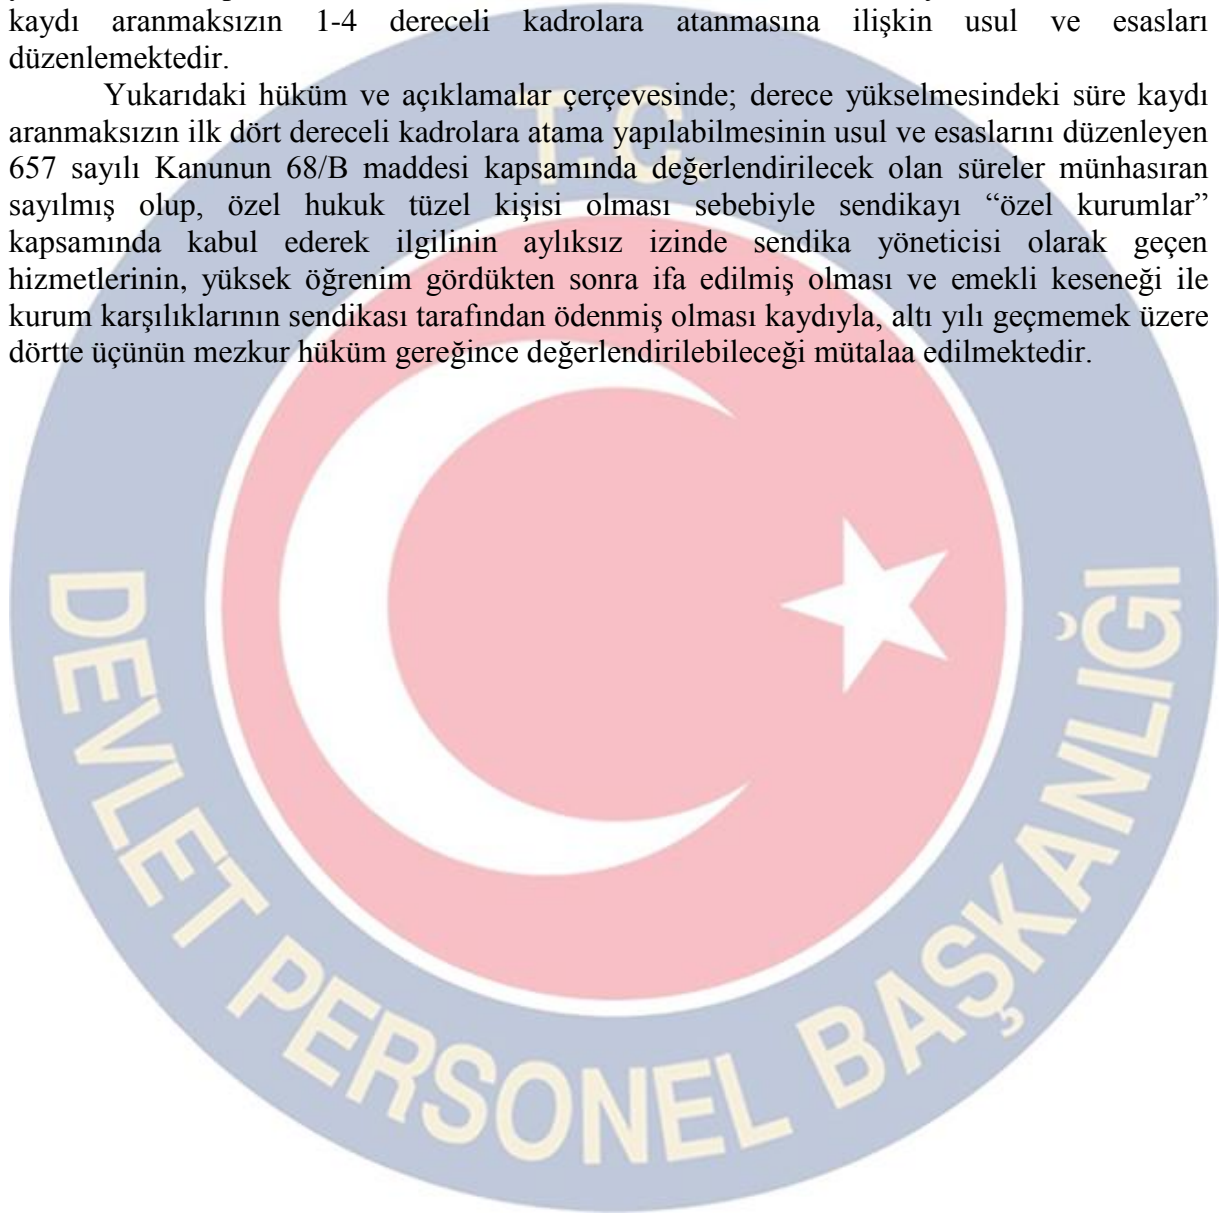 kaydı aranmaksızın 1-4 dereceli kadrolara atanmasına ilişkin usul ve esasları
düzenlemektedir.
Yukarıdaki hüküm ve açıklamalar çerçevesinde; derece yükselmesindeki süre kaydı
aranmaksızın ilk dört dereceli kadrolara atama yapılabilmesinin usul ve esaslarını düzenleyen
657 sayılı Kanunun 68/B maddesi kapsamında değerlendirilecek olan süreler münhasıran
sayılmış olup, özel hukuk tüzel kişisi olması sebebiyle sendikayı “özel kurumlar”
kapsamında kabul ederek ilgilinin aylıksız izinde sendika yöneticisi olarak geçen
hizmetlerinin, yüksek öğrenim gördükten sonra ifa edilmiş olması ve emekli keseneği ile
kurum karşılıklarının sendikası tarafından ödenmiş olması kaydıyla, altı yılı geçmemek üzere
dörtte üçünün mezkur hüküm gereğince değerlendirilebileceği mütalaa edilmektedir.
T.C.
DEVLET PERSONEL BAŞKANLIĞI